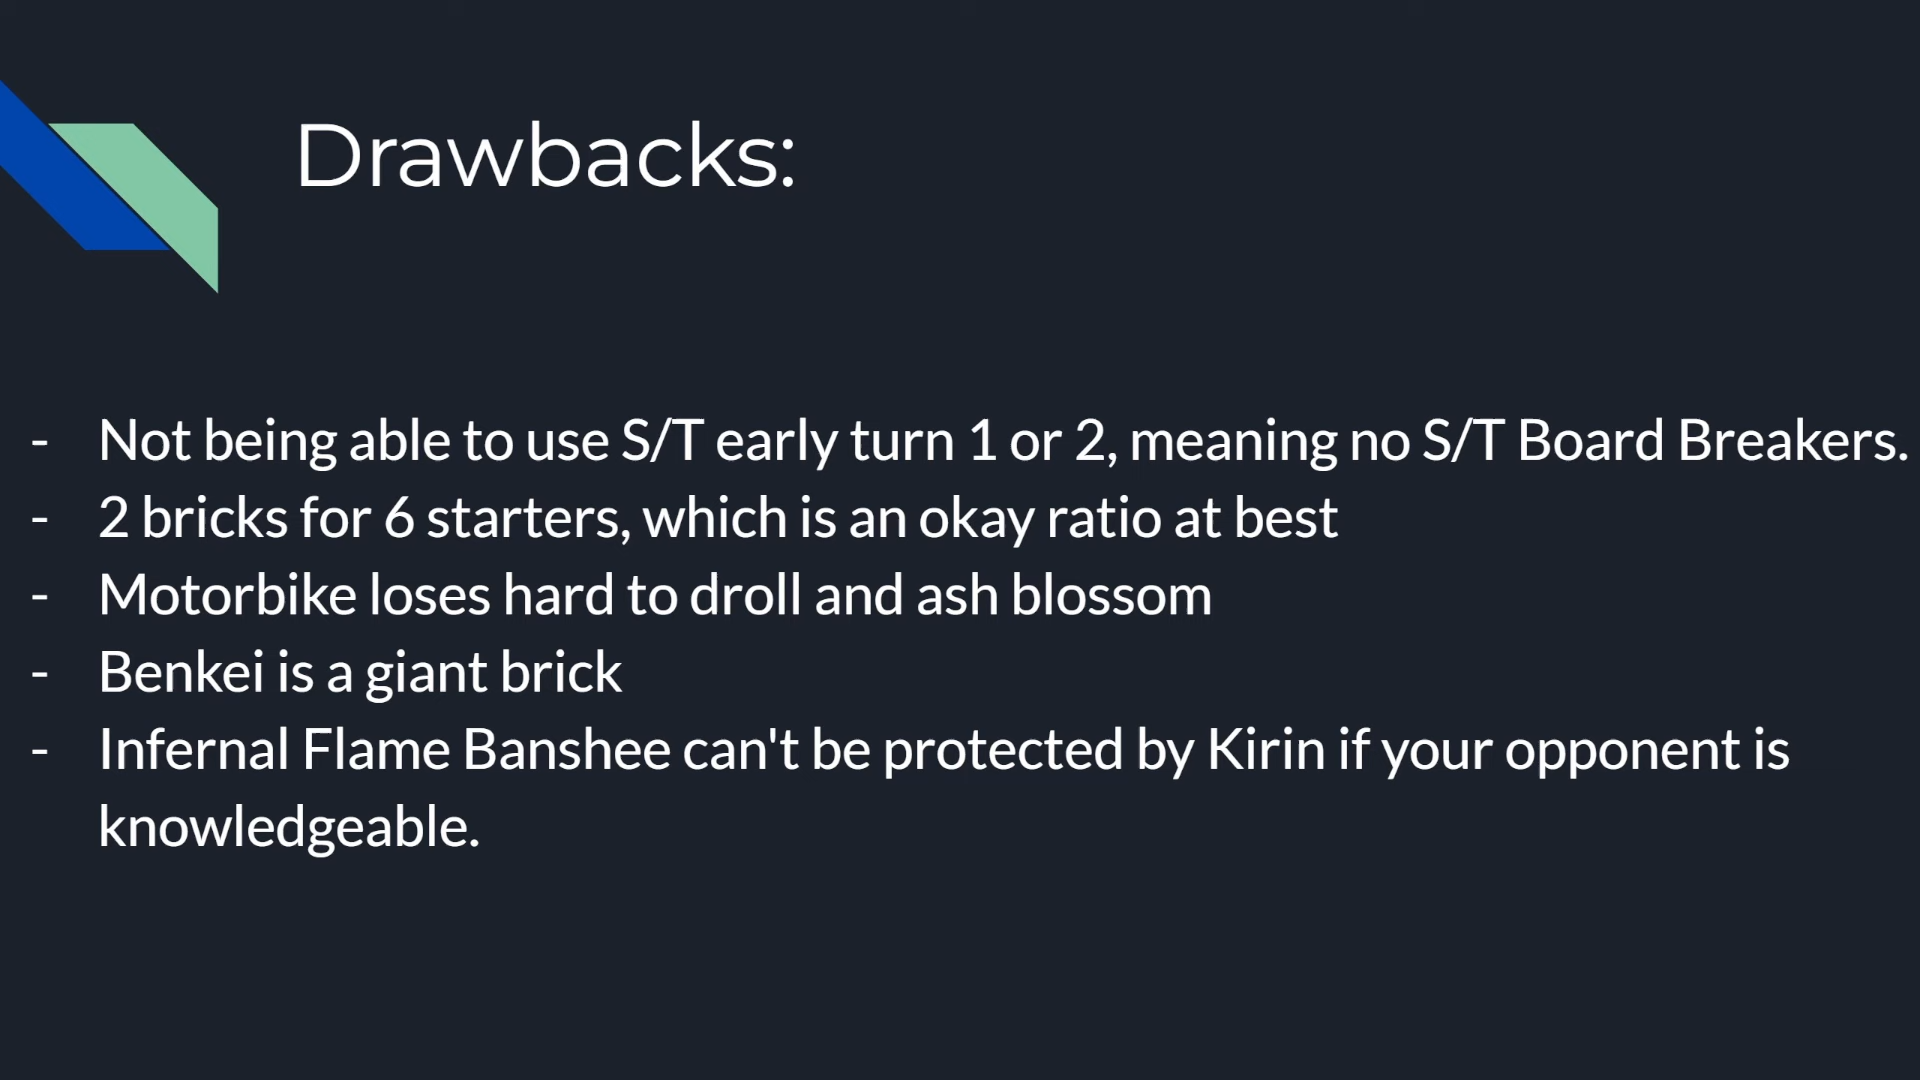 Drawbacks:
- Not being able to use S/T early turn 1 or 2, meaning no S/T Board Breakers.
- 2 bricks for 6 starters, which is an okay ratio at best
- Motorbike loses hard to droll and ash blossom
- Benkei is a giant brick
- Infernal Flame Banshee can't be protected by Kirin if your opponent is
knowledgeable.